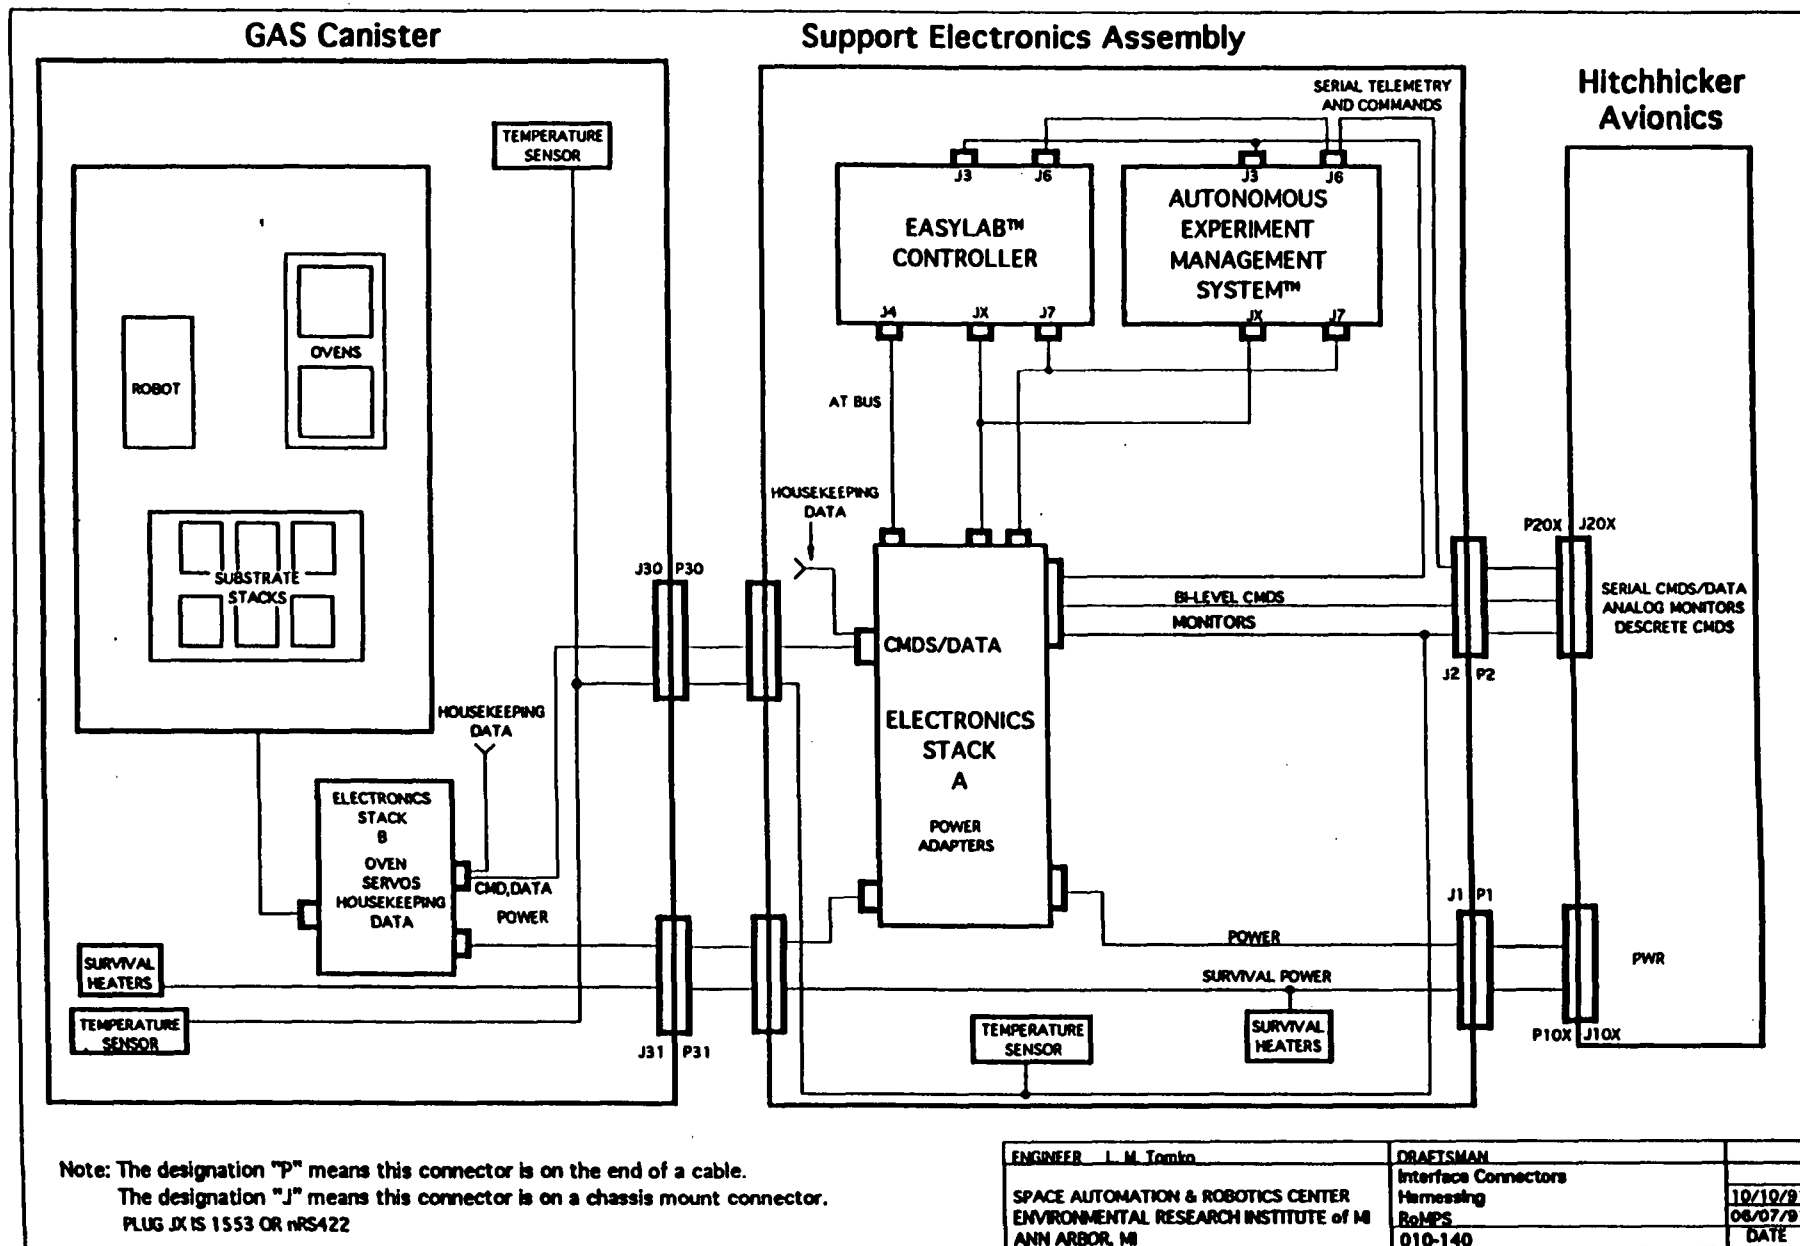 GAS Canister
Support Electronics Assembly
Hitchhicker
Avionics
SERIAL TELEMETRY
AND COMMANDS
TEMPERATURE
SENSOR
J3
J6
J3
J6
EASYLAB™
CONTROLLER
AUTONOMOUS
EXPERIMENT
MANAGEMENT
SYSTEM™
J4
JX
J7
JX
J7
OVENS
ROBOT
AT BUS
HOUSEKEEPING
DATA
SUBSTRATE
STACKS
J30 P30
P20X J20X
BI-LEVEL CMDS
MONITORS
SERIAL CMDS/DATA
ANALOG MONITORS
DESCRETE CMDS
CMDS/DATA
J2 P2
ELECTRONICS
STACK
A
POWER
ADAPTERS
HOUSEKEEPING
DATA
ELECTRONICS
STACK
B
OVEN
SERVOS
HOUSEKEEPING
DATA
CMD,DATA
POWER
J1 P1
POWER
PWR
SURVIVAL
HEATERS
SURVIVAL POWER
TEMPERATURE
SENSOR
TEMPERATURE
SENSOR
SURVIVAL
HEATERS
J31 P31
P10X J10X
Note: The designation "P" means this connector is on the end of a cable.
The designation "J" means this connector is on a chassis mount connector.
PLUG JX IS 1553 OR nRS422
ENGINEER L. M. Tomko
DRAFTSMAN
SPACE AUTOMATION & ROBOTICS CENTER
ENVIRONMENTAL RESEARCH INSTITUTE of MI
ANN ARBOR, MI
Interface Connectors
Harnessing
RoMPS
010-140
10/10/9
06/07/9
DATE